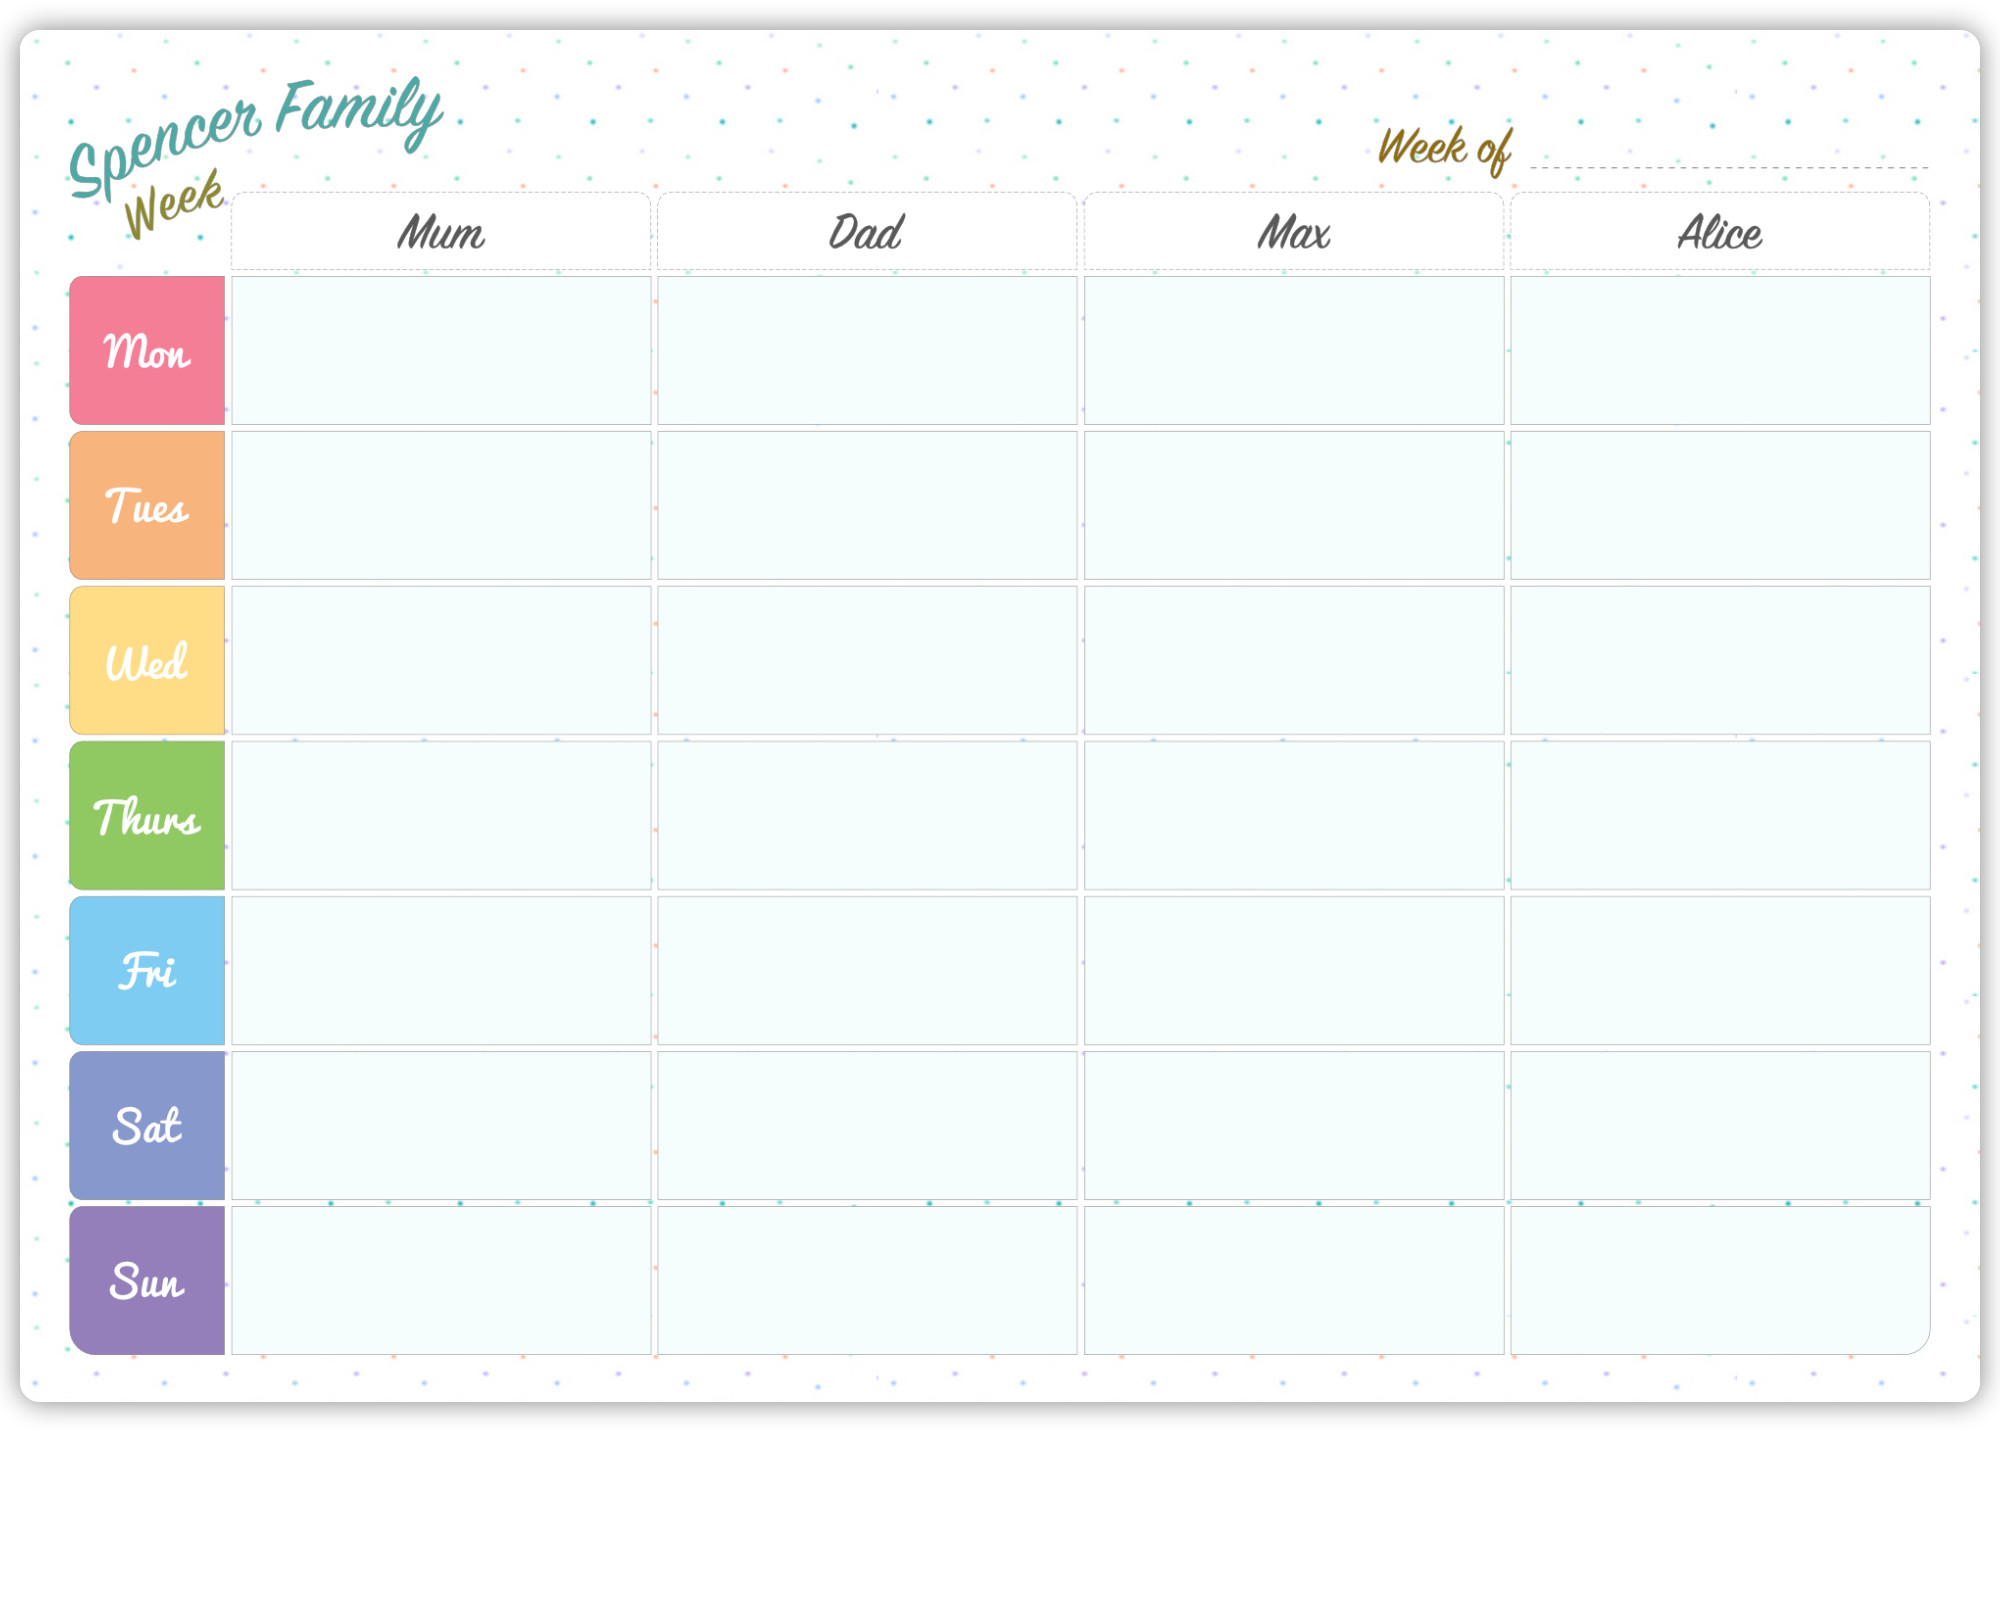 Spencer Family
Week
Week of
Mum Dad Max Alice
Mon
Tues
Wed
Thurs
Fri
Sat
Sun